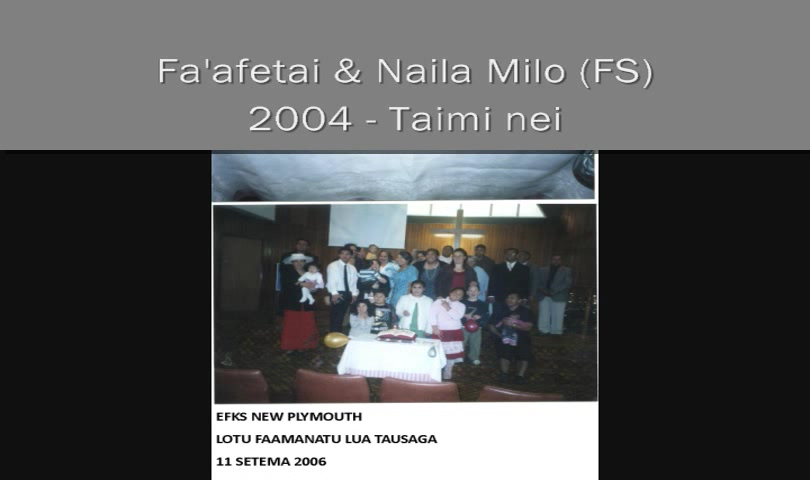 Fa'afetai & Naila Milo (FS)
2004 - Taimi nei
EFKS NEW PLYMOUTH
LOTU FAAMANATU LUA TAUSAGA
11 SETEMA 2006